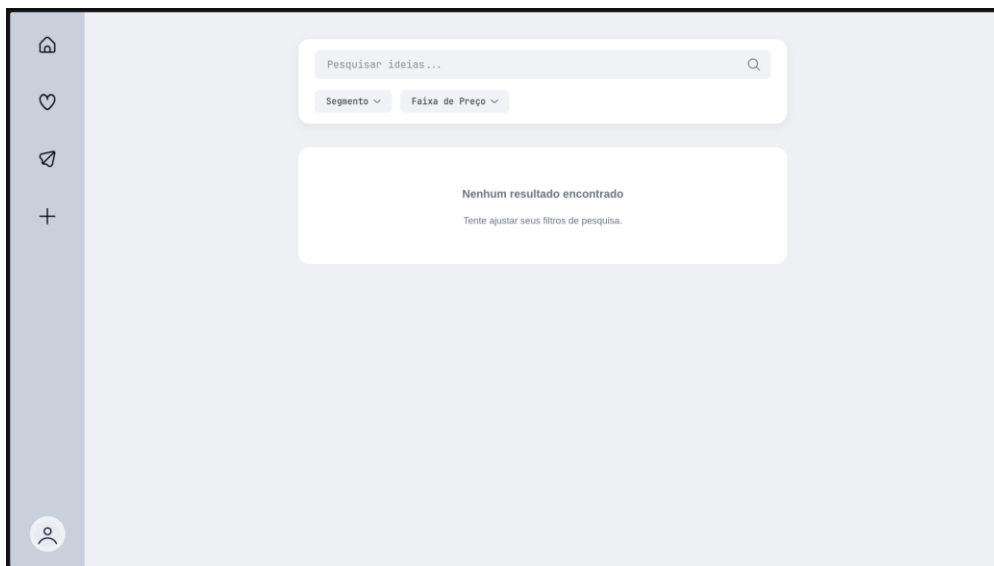 Pesquisar ideias...
Segmento
Faixa de Preço
Nenhum resultado encontrado
Tente ajustar seus filtros de pesquisa.